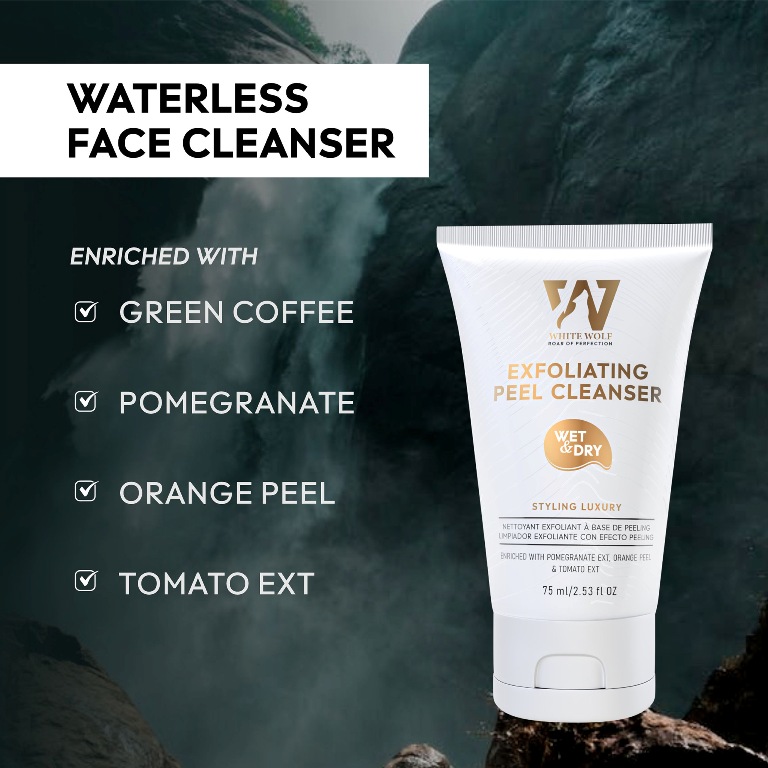 WATERLESS
FACE CLEANSER
ENRICHED WITH
GREEN COFFEE
POMEGRANATE
ORANGE PEEL
TOMATO EXT
W
WHITE WOLF
ROAR OF PERFECTION
EXFOLIATING
PEEL CLEANSER
WET
& DRY
STYLING LUXURY
NETTOYANT EXFOLIANT À BASE DE PEELING
LIMPIADOR EXFOLIANTE CON EFECTO PEELING
ENRICHED WITH POMEGRANATE EXT, ORANGE PEEL
& TOMATO EXT
75 ml/2.53 fl OZ